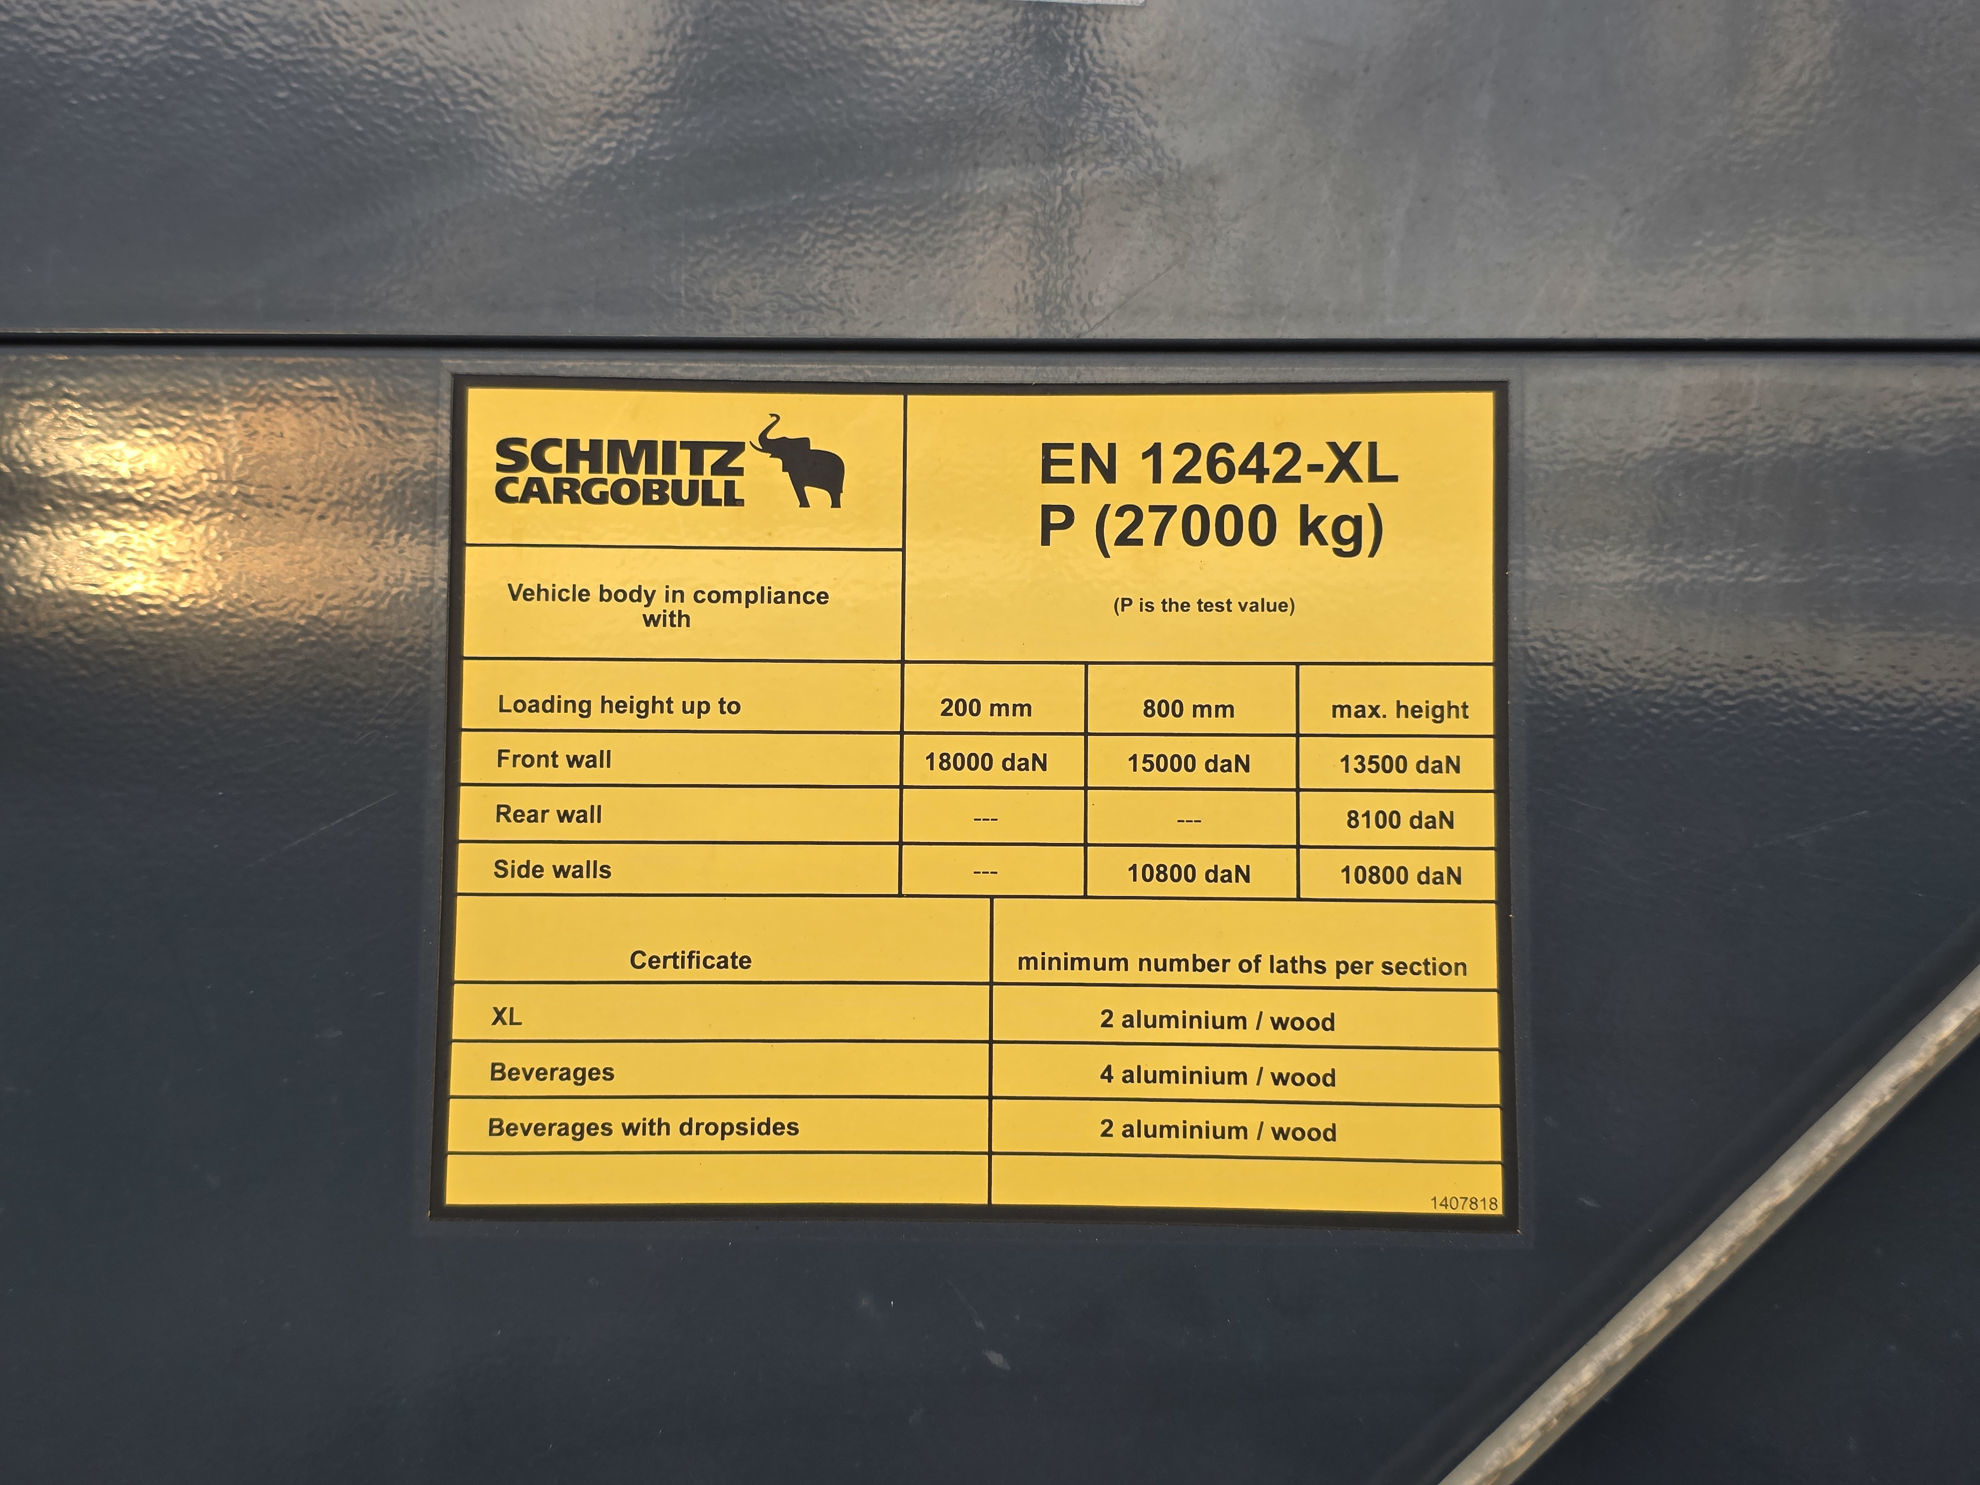 SCHMITZ
CARGOBULL
EN 12642-XL
P (27000 kg)
(P is the test value)
Vehicle body in compliance
with
Loading height up to 200 mm 800 mm max. height
Front wall 18000 daN 15000 daN 13500 daN
Rear wall --- --- 8100 daN
Side walls --- 10800 daN 10800 daN
Certificate minimum number of laths per section
XL 2 aluminium / wood
Beverages 4 aluminium / wood
Beverages with dropsides 2 aluminium / wood
1407818